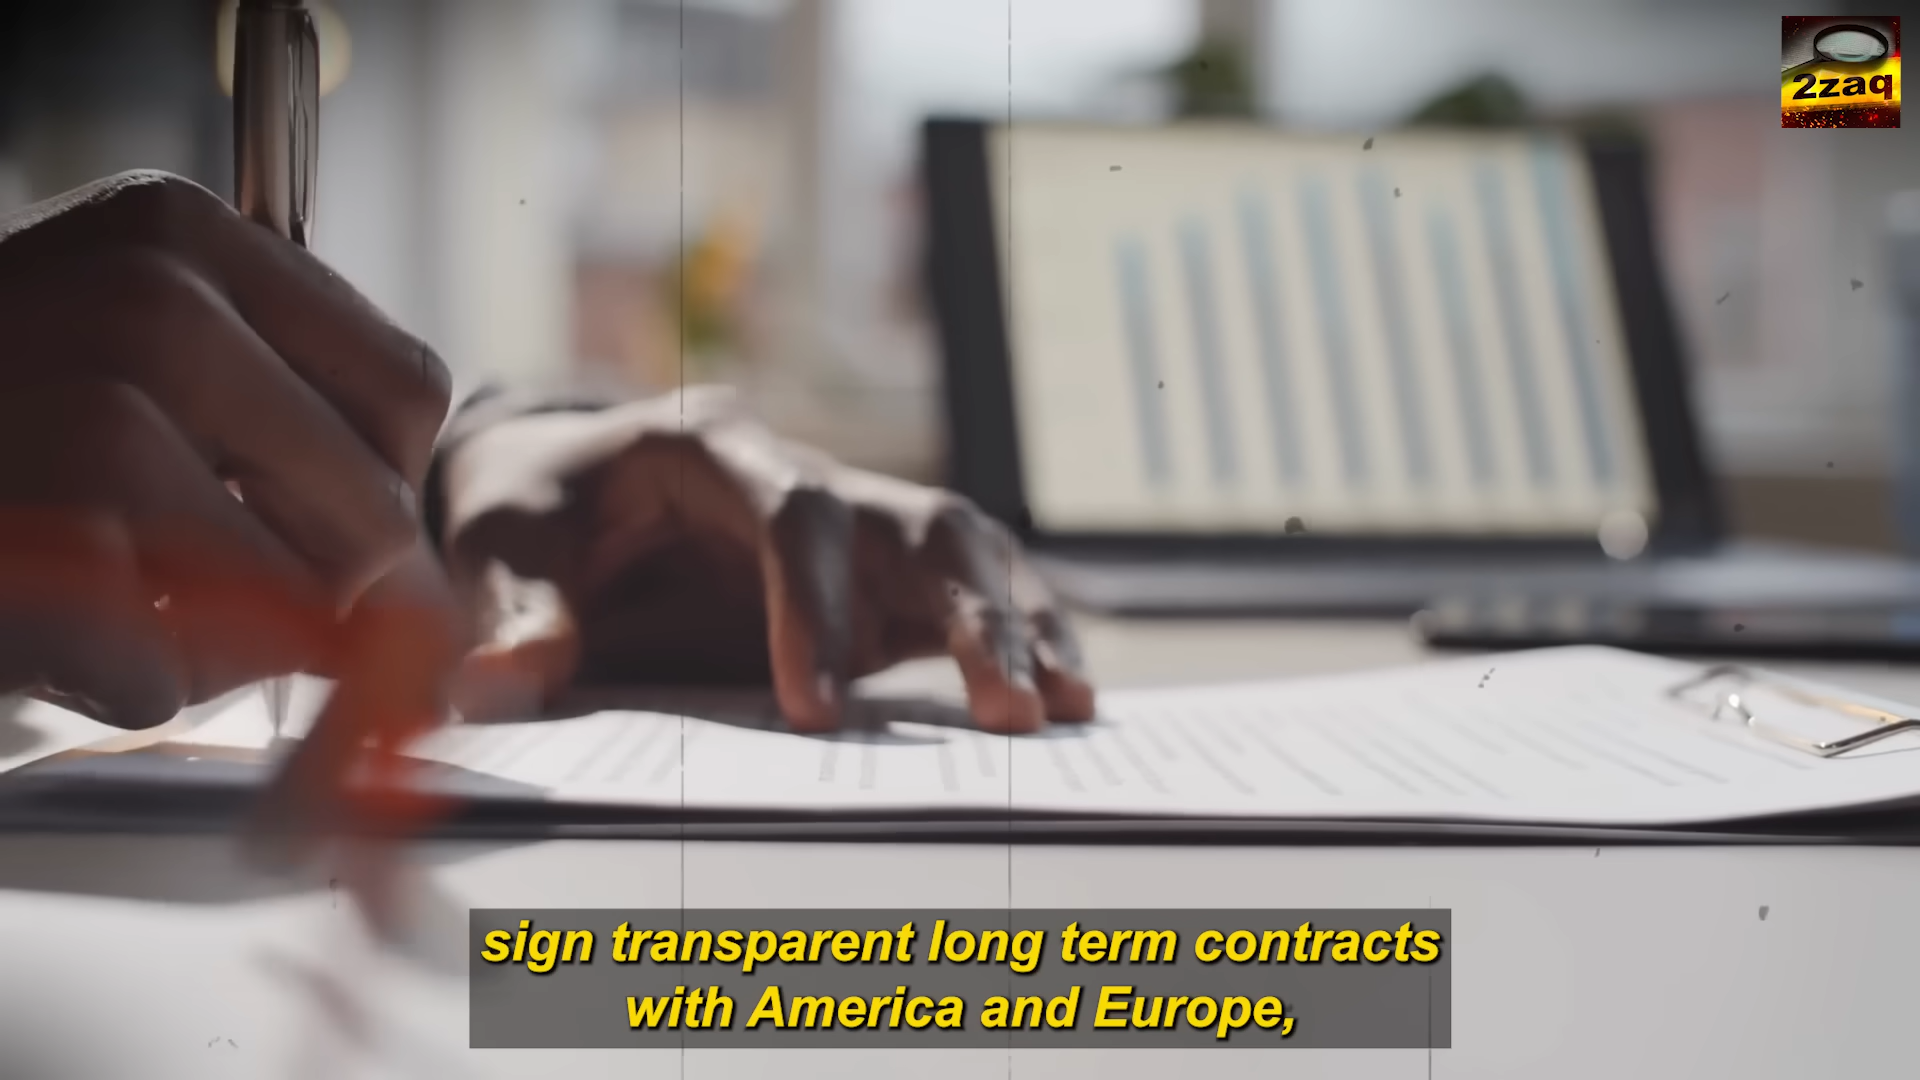 2zaq
sign transparent long term contracts
with America and Europe,